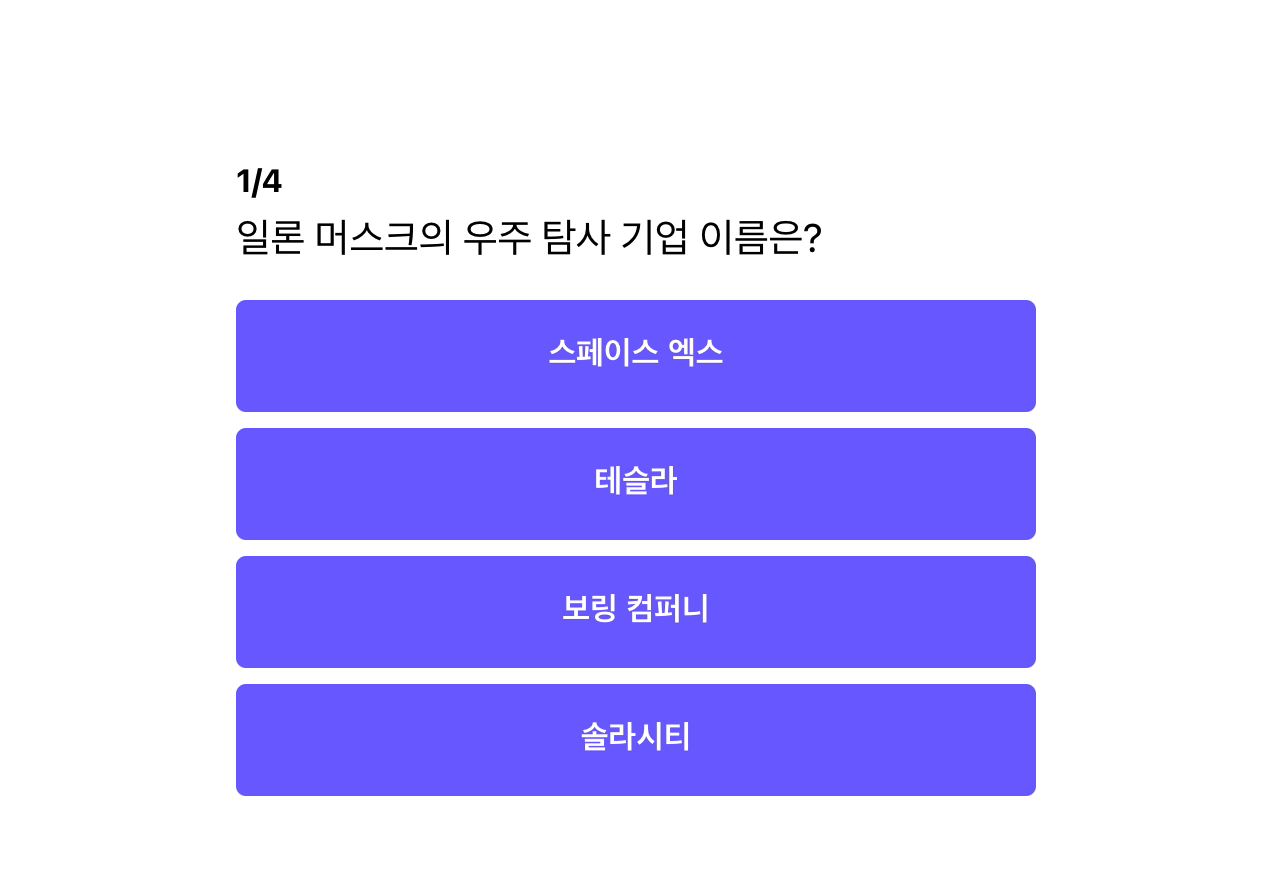 1/4
일론 머스크의 우주 탐사 기업 이름은?
스페이스 엑스
테슬라
보링 컴퍼니
솔라시티